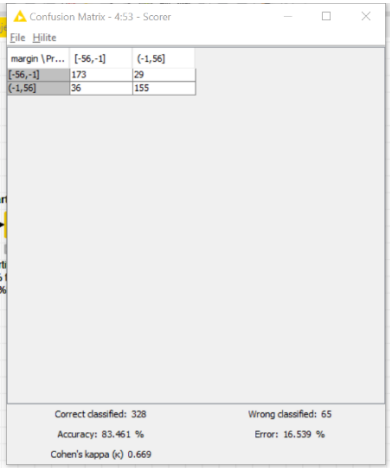 Confusion Matrix - 4:53 - Scorer
File Hilite
margin \ Pr... [-56,-1] (-1,56]
[-56,-1] 173 29
(-1,56] 36 155
Correct classified: 328 Wrong classified: 65
Accuracy: 83.461 % Error: 16.539 %
Cohen's kappa (κ) 0.669